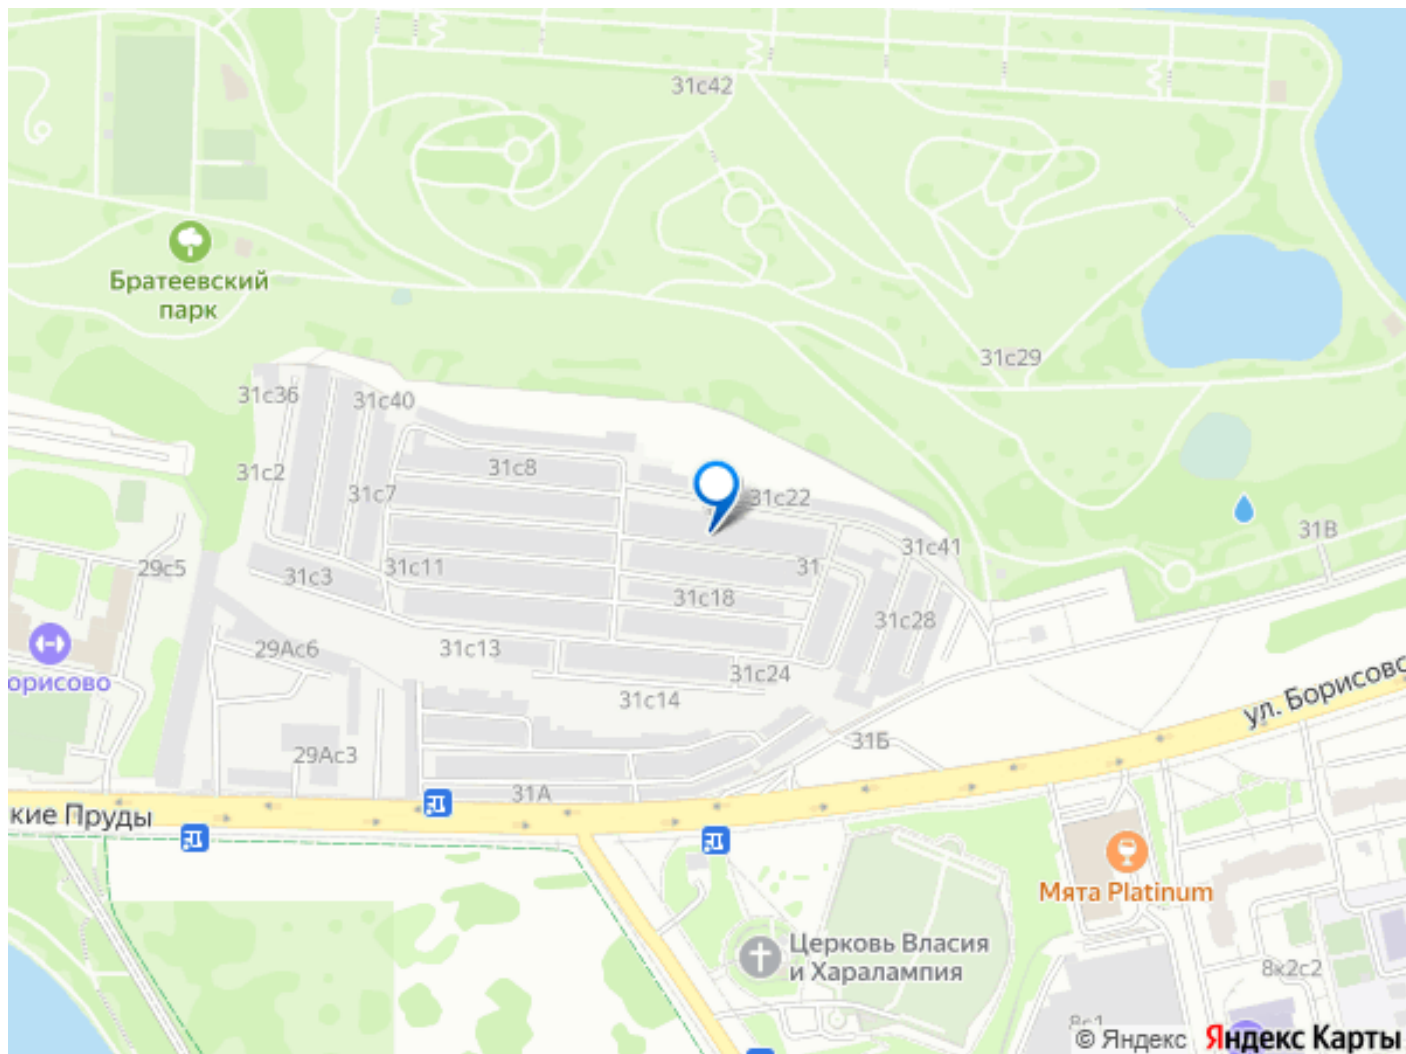 31с42
Братеевский
парк
31с29
31с36
31с40
31с2
31с8
31с7
31с22
31В
31с41
29с5
31с11
31
31с3
31с18
31с28
29Ас6
31с13
31с24
орисово
31с14
ул. Борисовс
31Б
29Ас3
31А
кие Пруды
Мята Platinum
Церковь Власия
и Харалампия
8к2с2
8с1
© Яндекс Яндекс Карты